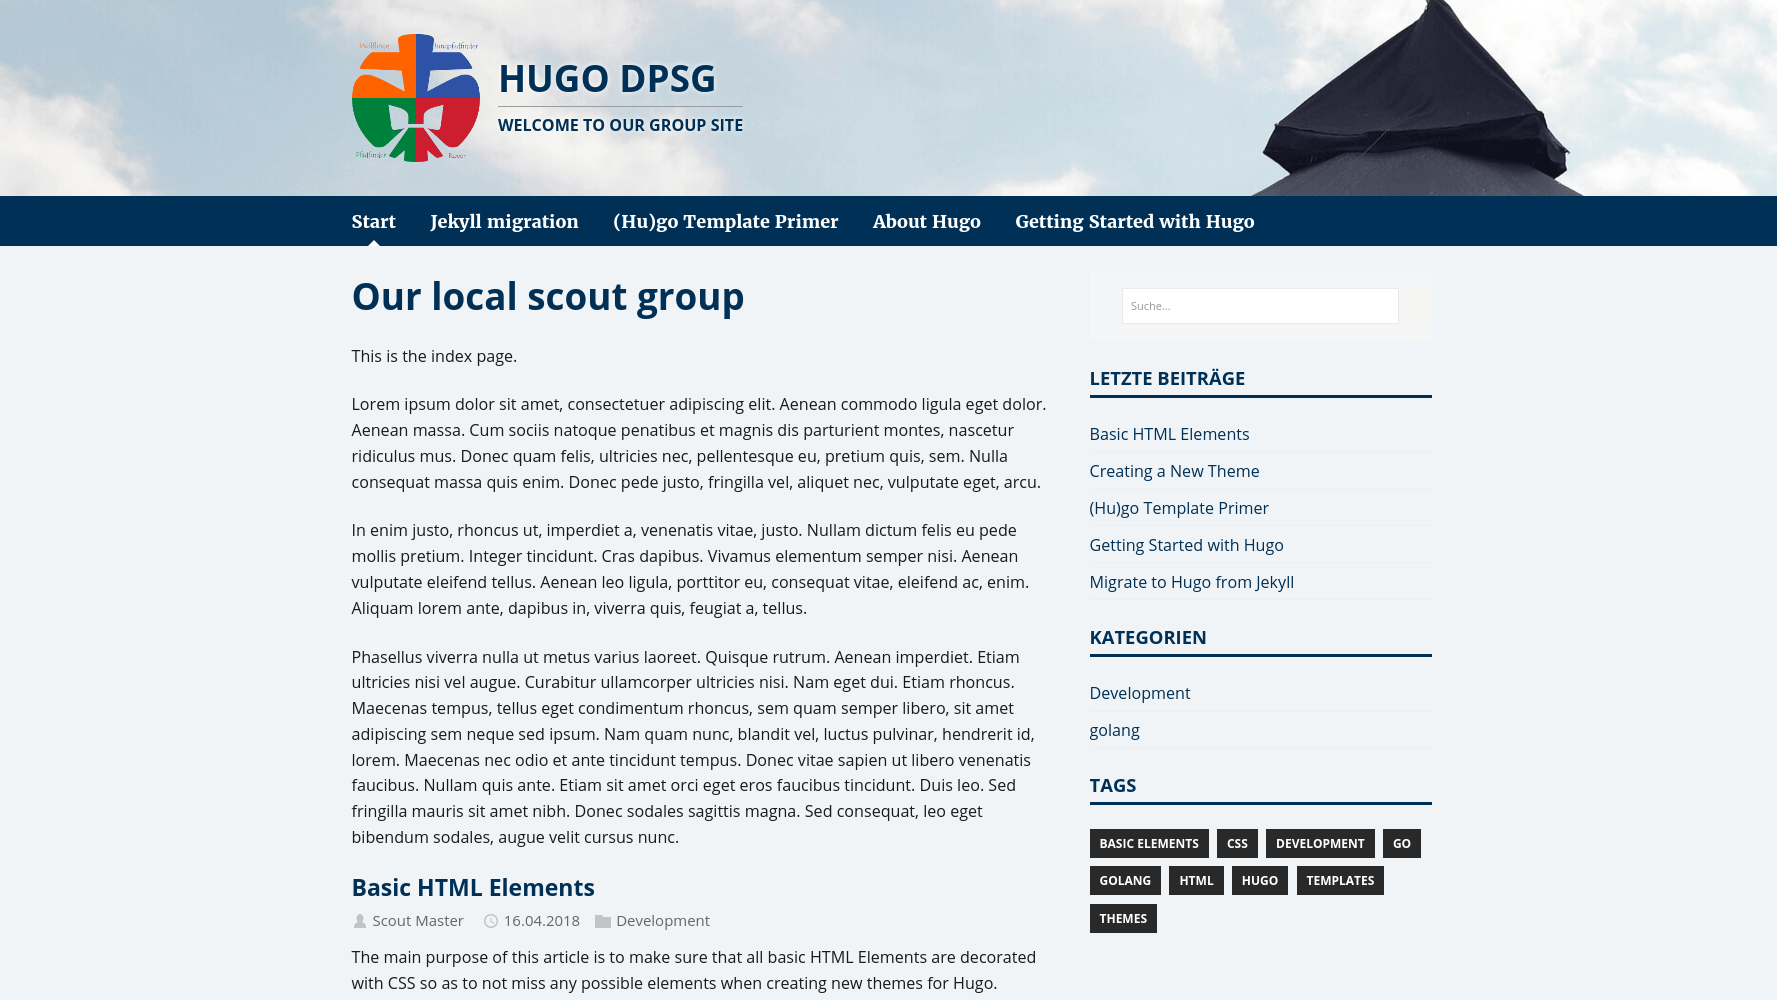 Wölflinge
Jungpfadfinder
Pfadfinder
Rover
HUGO DPSG
WELCOME TO OUR GROUP SITE
Start
Jekyll migration
(Hu)go Template Primer
About Hugo
Getting Started with Hugo
Our local scout group
This is the index page.
Lorem ipsum dolor sit amet, consectetuer adipiscing elit. Aenean commodo ligula eget dolor.
Aenean massa. Cum sociis natoque penatibus et magnis dis parturient montes, nascetur
ridiculus mus. Donec quam felis, ultricies nec, pellentesque eu, pretium quis, sem. Nulla
consequat massa quis enim. Donec pede justo, fringilla vel, aliquet nec, vulputate eget, arcu.
In enim justo, rhoncus ut, imperdiet a, venenatis vitae, justo. Nullam dictum felis eu pede
mollis pretium. Integer tincidunt. Cras dapibus. Vivamus elementum semper nisi. Aenean
vulputate eleifend tellus. Aenean leo ligula, porttitor eu, consequat vitae, eleifend ac, enim.
Aliquam lorem ante, dapibus in, viverra quis, feugiat a, tellus.
Phasellus viverra nulla ut metus varius laoreet. Quisque rutrum. Aenean imperdiet. Etiam
ultricies nisi vel augue. Curabitur ullamcorper ultricies nisi. Nam eget dui. Etiam rhoncus.
Maecenas tempus, tellus eget condimentum rhoncus, sem quam semper libero, sit amet
adipiscing sem neque sed ipsum. Nam quam nunc, blandit vel, luctus pulvinar, hendrerit id,
lorem. Maecenas nec odio et ante tincidunt tempus. Donec vitae sapien ut libero venenatis
faucibus. Nullam quis ante. Etiam sit amet orci eget eros faucibus tincidunt. Duis leo. Sed
fringilla mauris sit amet nibh. Donec sodales sagittis magna. Sed consequat, leo eget
bibendum sodales, augue velit cursus nunc.
Basic HTML Elements
Scout Master
16.04.2018
Development
The main purpose of this article is to make sure that all basic HTML Elements are decorated
with CSS so as to not miss any possible elements when creating new themes for Hugo.
Suche...
LETZTE BEITRÄGE
Basic HTML Elements
Creating a New Theme
(Hu)go Template Primer
Getting Started with Hugo
Migrate to Hugo from Jekyll
KATEGORIEN
Development
golang
TAGS
BASIC ELEMENTS
CSS
DEVELOPMENT
GO
GOLANG
HTML
HUGO
TEMPLATES
THEMES